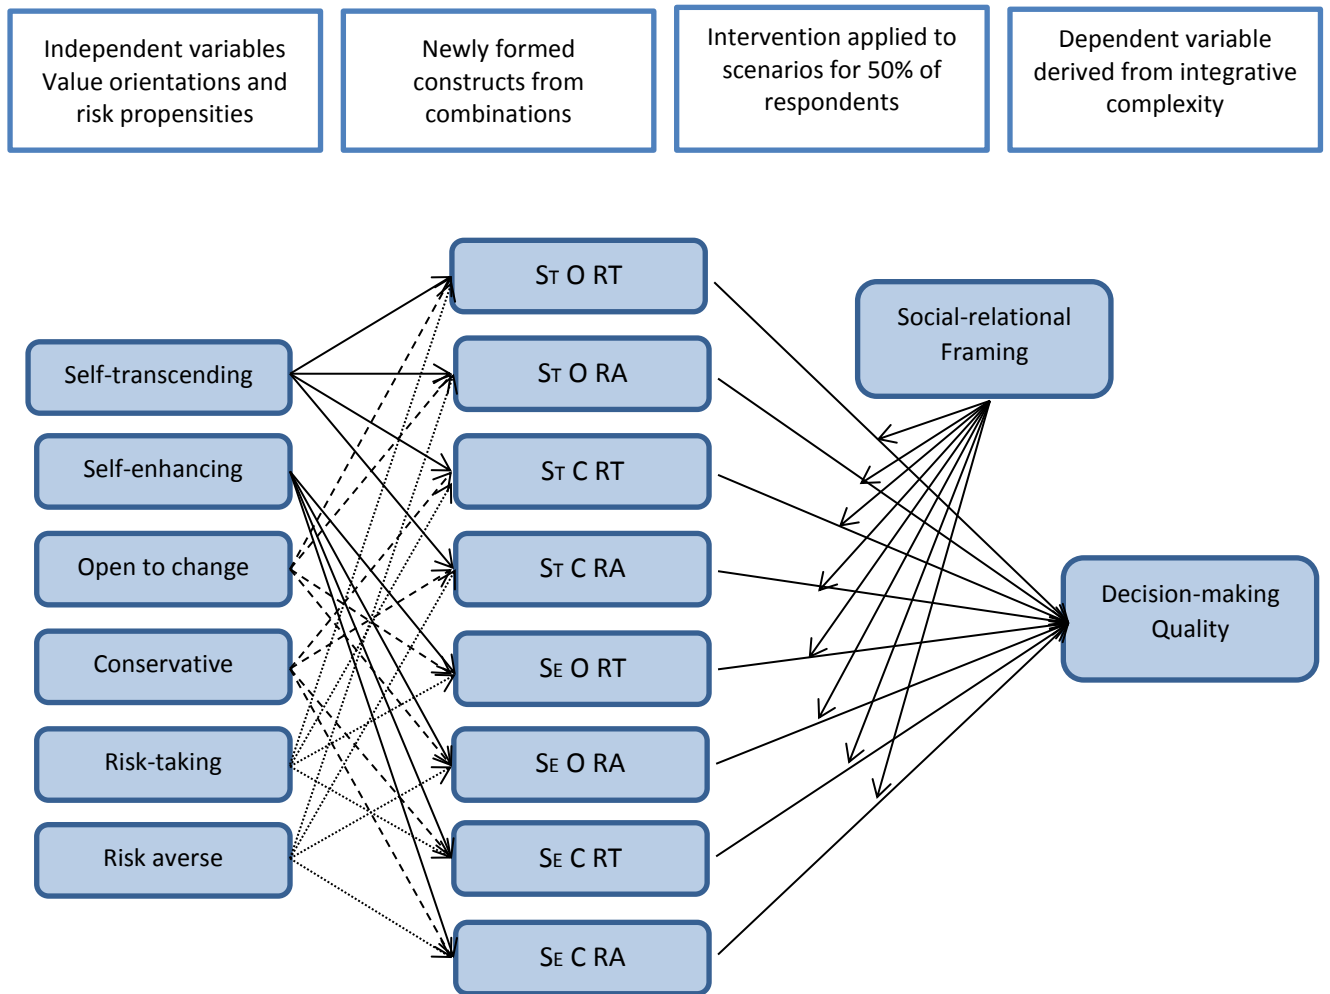 Independent variables
Value orientations and
risk propensities
Newly formed
constructs from
combinations
Intervention applied to
scenarios for 50% of
respondents
Dependent variable
derived from integrative
complexity
Self-transcending
Self-enhancing
Open to change
Conservative
Risk-taking
Risk averse
ST O RT
ST O RA
ST C RT
ST C RA
SE O RT
SE O RA
SE C RT
SE C RA
Social-relational
Framing
Decision-making
Quality